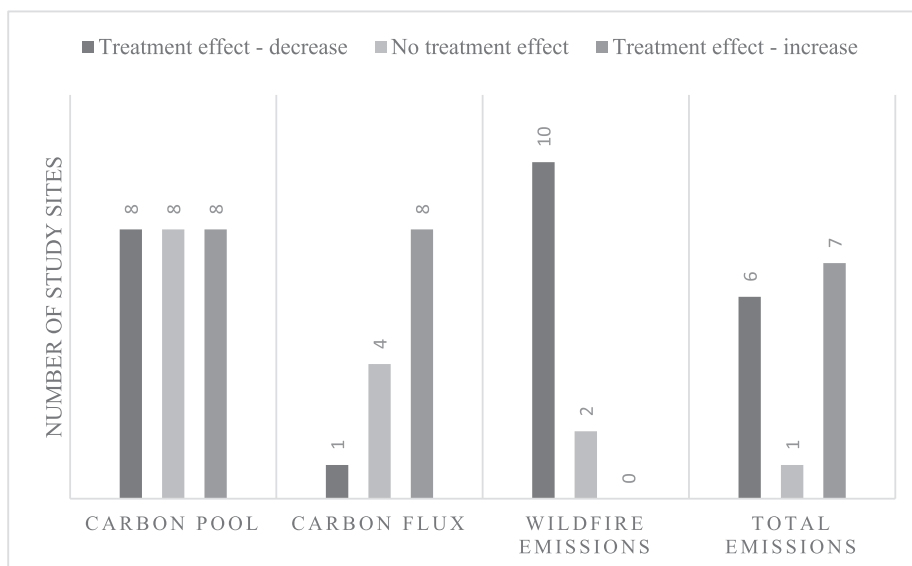 Treatment effect - decrease No treatment effect Treatment effect - increase
NUMBER OF STUDY SITES
8 8 8
1 4 8
10 2 0
6 1 7
CARBON POOL CARBON FLUX WILDFIRE EMISSIONS TOTAL EMISSIONS